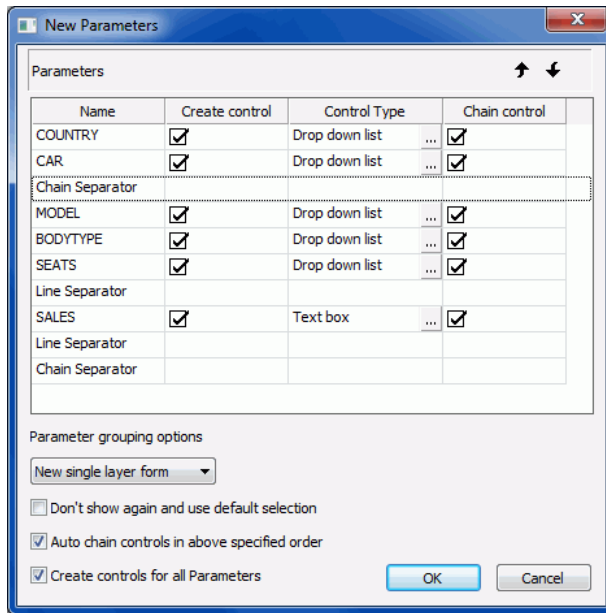 New Parameters
Parameters
Name Create control Control Type Chain control
COUNTRY Drop down list ...
CAR Drop down list ...
Chain Separator
MODEL Drop down list ...
BODYTYPE Drop down list ...
SEATS Drop down list ...
Line Separator
SALES Text box ...
Line Separator
Chain Separator
Parameter grouping options
New single layer form
Don't show again and use default selection
Auto chain controls in above specified order
Create controls for all Parameters
OK Cancel